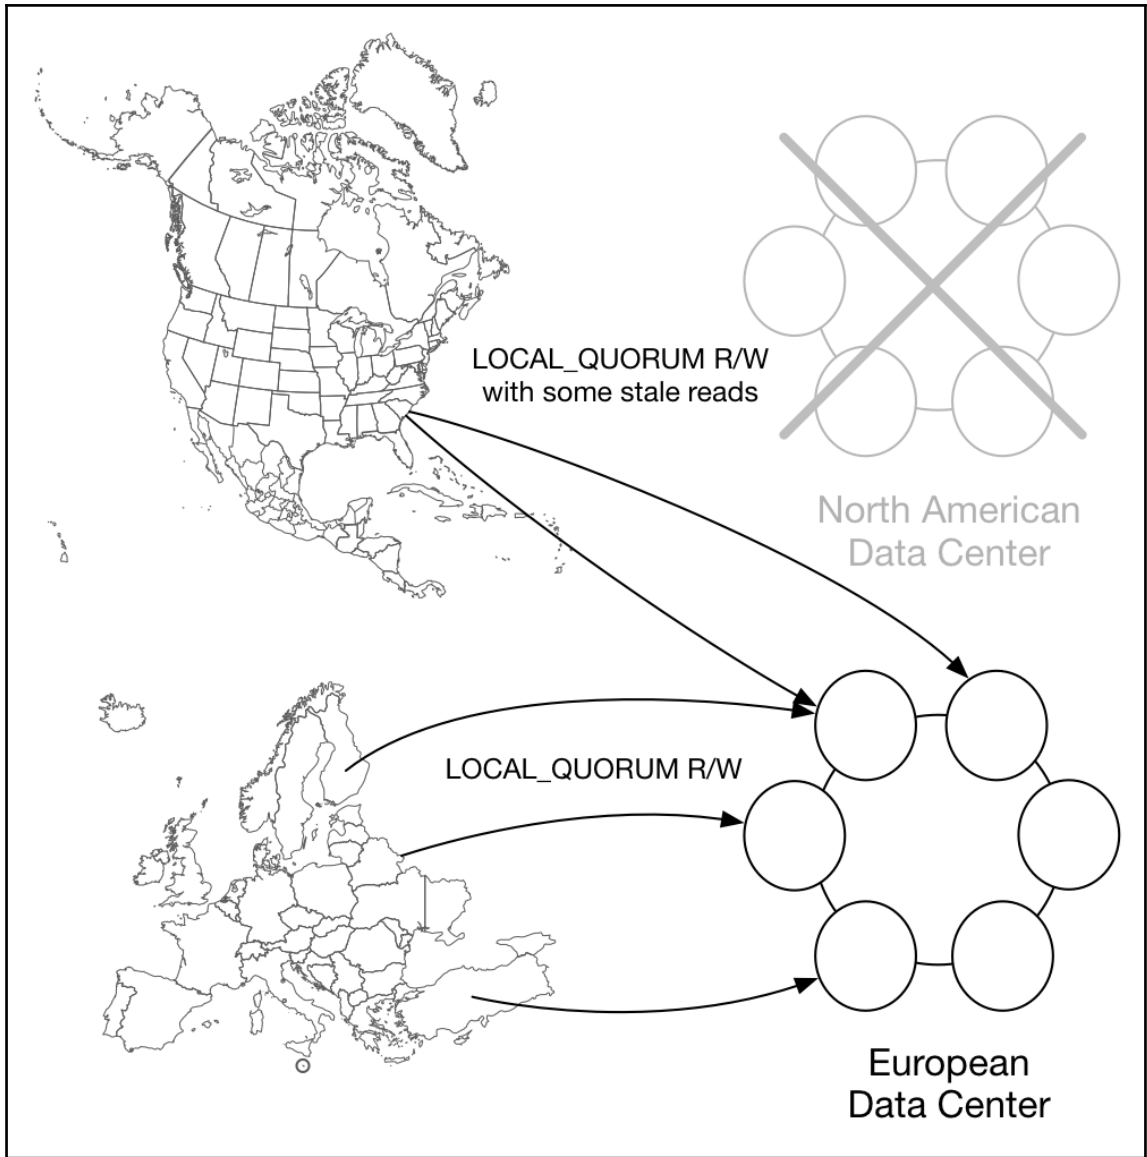 LOCAL_QUORUM R/W
with some stale reads
North American
Data Center
LOCAL_QUORUM R/W
European
Data Center